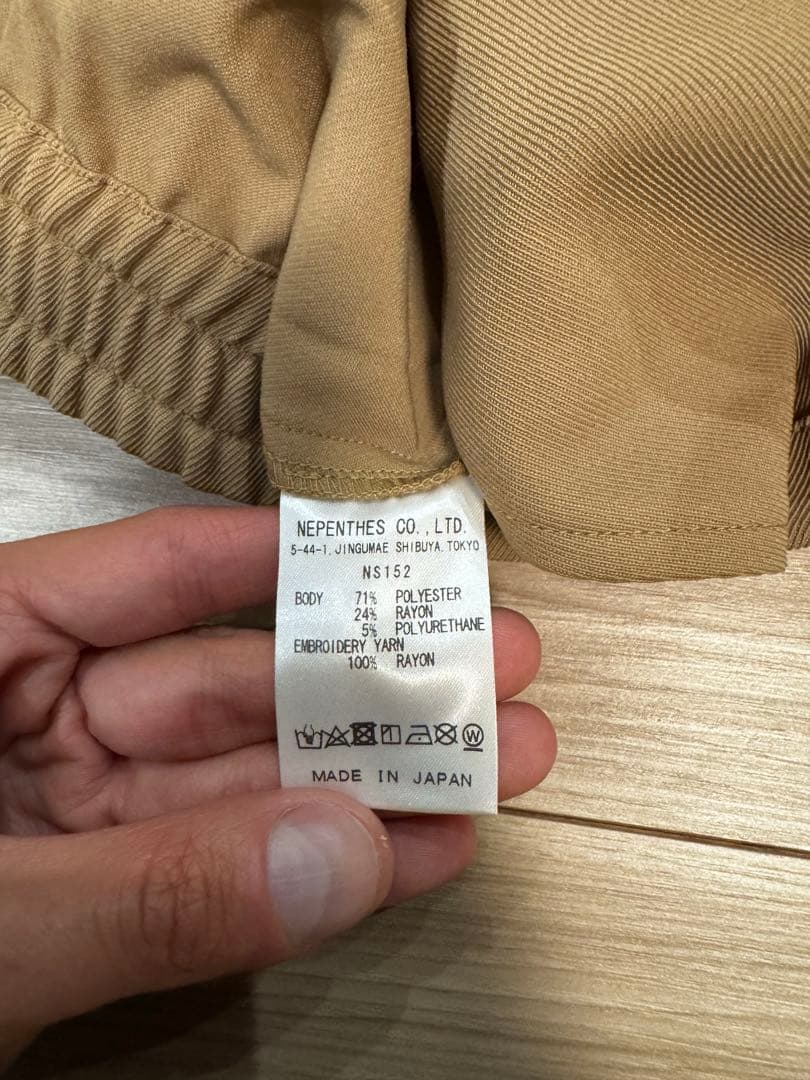 NEPENTHES CO.,LTD.
5-44-1, JINGUMAE SHIBUYA. TOKYO
NS152
BODY 71% POLYESTER
24% RAYON
5% POLYURETHANE
EMBROIDERY YARN
100% RAYON
W
MADE IN JAPAN